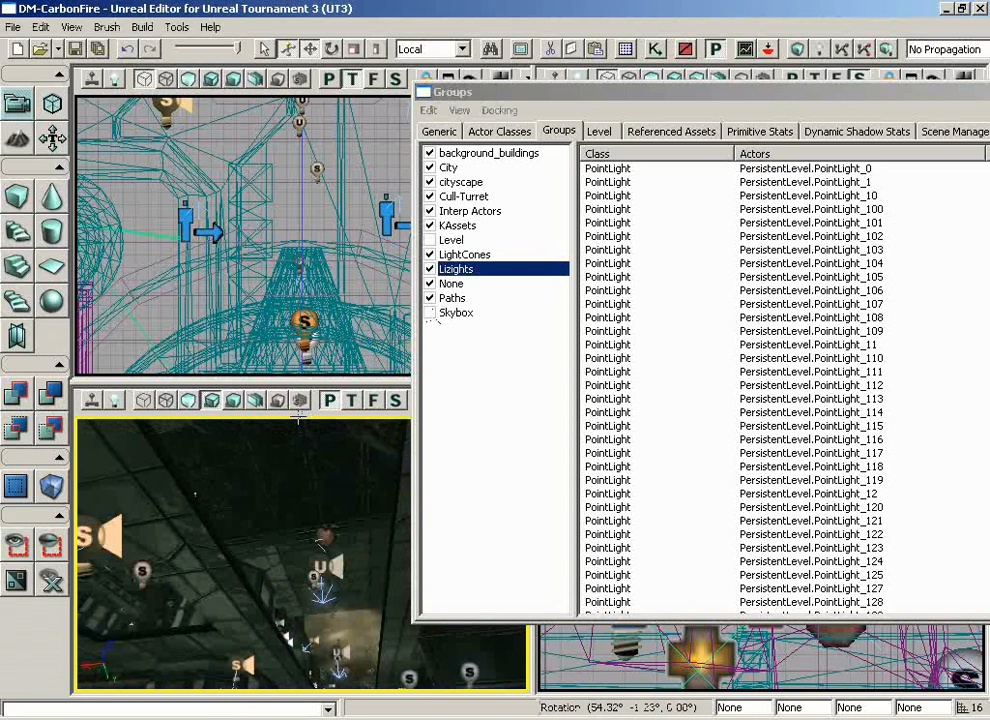 DM-CarbonFire - Unreal Editor for Unreal Tournament 3 (UT3)
File Edit View Brush Build Tools Help
Local
No Propagation
P T F S
Groups
Edit View Docking
Generic Actor Classes Groups Level Referenced Assets Primitive Stats Dynamic Shadow Stats Scene Manage
background_buildings
City
cityscape
Cull-Turret
Interp Actors
KAssets
Level
LightCones
Lizights
None
Paths
Skybox
Class Actors
PointLight PersistentLevel.PointLight_0
PointLight PersistentLevel.PointLight_1
PointLight PersistentLevel.PointLight_10
PointLight PersistentLevel.PointLight_100
PointLight PersistentLevel.PointLight_101
PointLight PersistentLevel.PointLight_102
PointLight PersistentLevel.PointLight_103
PointLight PersistentLevel.PointLight_104
PointLight PersistentLevel.PointLight_105
PointLight PersistentLevel.PointLight_106
PointLight PersistentLevel.PointLight_107
PointLight PersistentLevel.PointLight_108
PointLight PersistentLevel.PointLight_109
PointLight PersistentLevel.PointLight_11
PointLight PersistentLevel.PointLight_110
PointLight PersistentLevel.PointLight_111
PointLight PersistentLevel.PointLight_112
PointLight PersistentLevel.PointLight_113
PointLight PersistentLevel.PointLight_114
PointLight PersistentLevel.PointLight_115
PointLight PersistentLevel.PointLight_116
PointLight PersistentLevel.PointLight_117
PointLight PersistentLevel.PointLight_118
PointLight PersistentLevel.PointLight_119
PointLight PersistentLevel.PointLight_12
PointLight PersistentLevel.PointLight_120
PointLight PersistentLevel.PointLight_121
PointLight PersistentLevel.PointLight_122
PointLight PersistentLevel.PointLight_123
PointLight PersistentLevel.PointLight_124
PointLight PersistentLevel.PointLight_125
PointLight PersistentLevel.PointLight_127
PointLight PersistentLevel.PointLight_128
P T F S
Rotation (54.32° -1.23°, 0.00°) None None None None 16